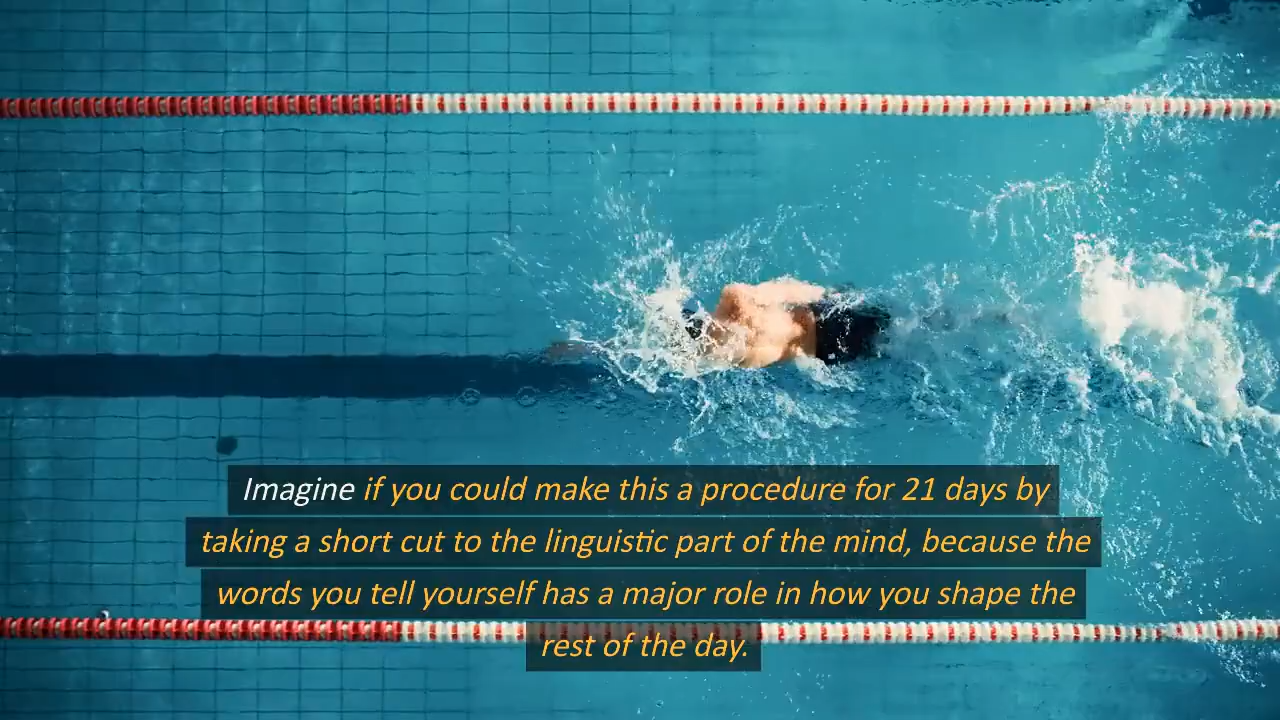 Imagine if you could make this a procedure for 21 days by
taking a short cut to the linguistic part of the mind, because the
words you tell yourself has a major role in how you shape the
rest of the day.